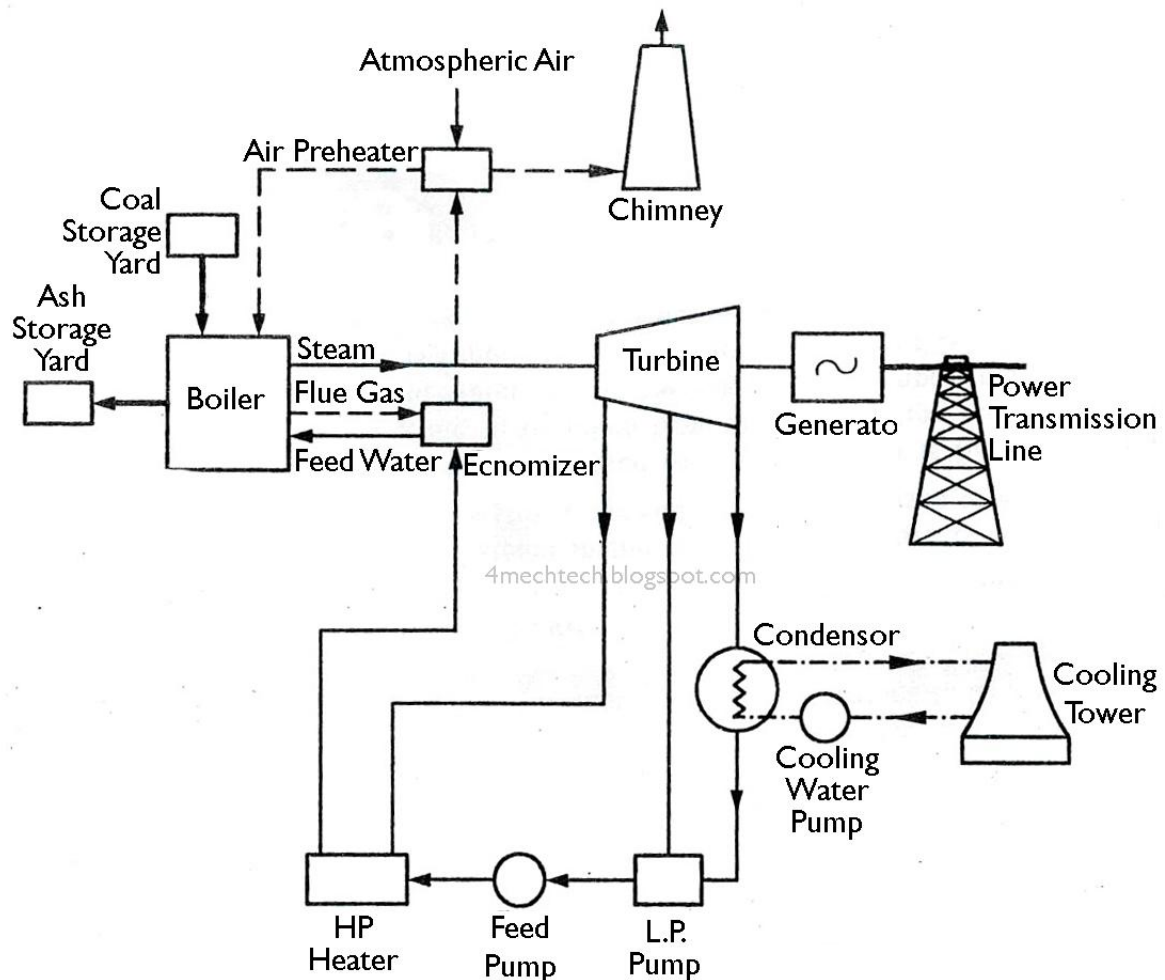 Atmospheric Air
Air Preheater
Chimney
Coal
Storage
Yard
Ash
Storage
Yard
Boiler
Steam
Flue Gas
Feed Water
Ecnomizer
Turbine
Generato
Power
Transmission
Line
4mechtech.blogspot.com
Condensor
Cooling
Tower
Cooling
Water
Pump
HP
Heater
Feed
Pump
L.P.
Pump